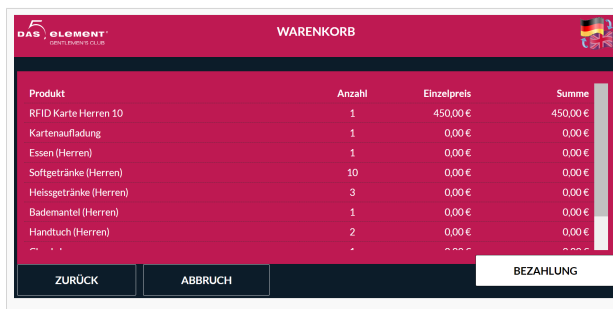 DAS 5. ELEMENT
GENTLEMEN'S CLUB
WARENKORB
Produkt Anzahl Einzelpreis Summe
RFID Karte Herren 10 1 450,00 € 450,00 €
Kartenaufladung 1 0,00 € 0,00 €
Essen (Herren) 1 0,00 € 0,00 €
Softgetränke (Herren) 10 0,00 € 0,00 €
Heissgetränke (Herren) 3 0,00 € 0,00 €
Bademantel (Herren) 1 0,00 € 0,00 €
Handtuch (Herren) 2 0,00 € 0,00 €
ZURÜCK ABBRUCH BEZAHLUNG